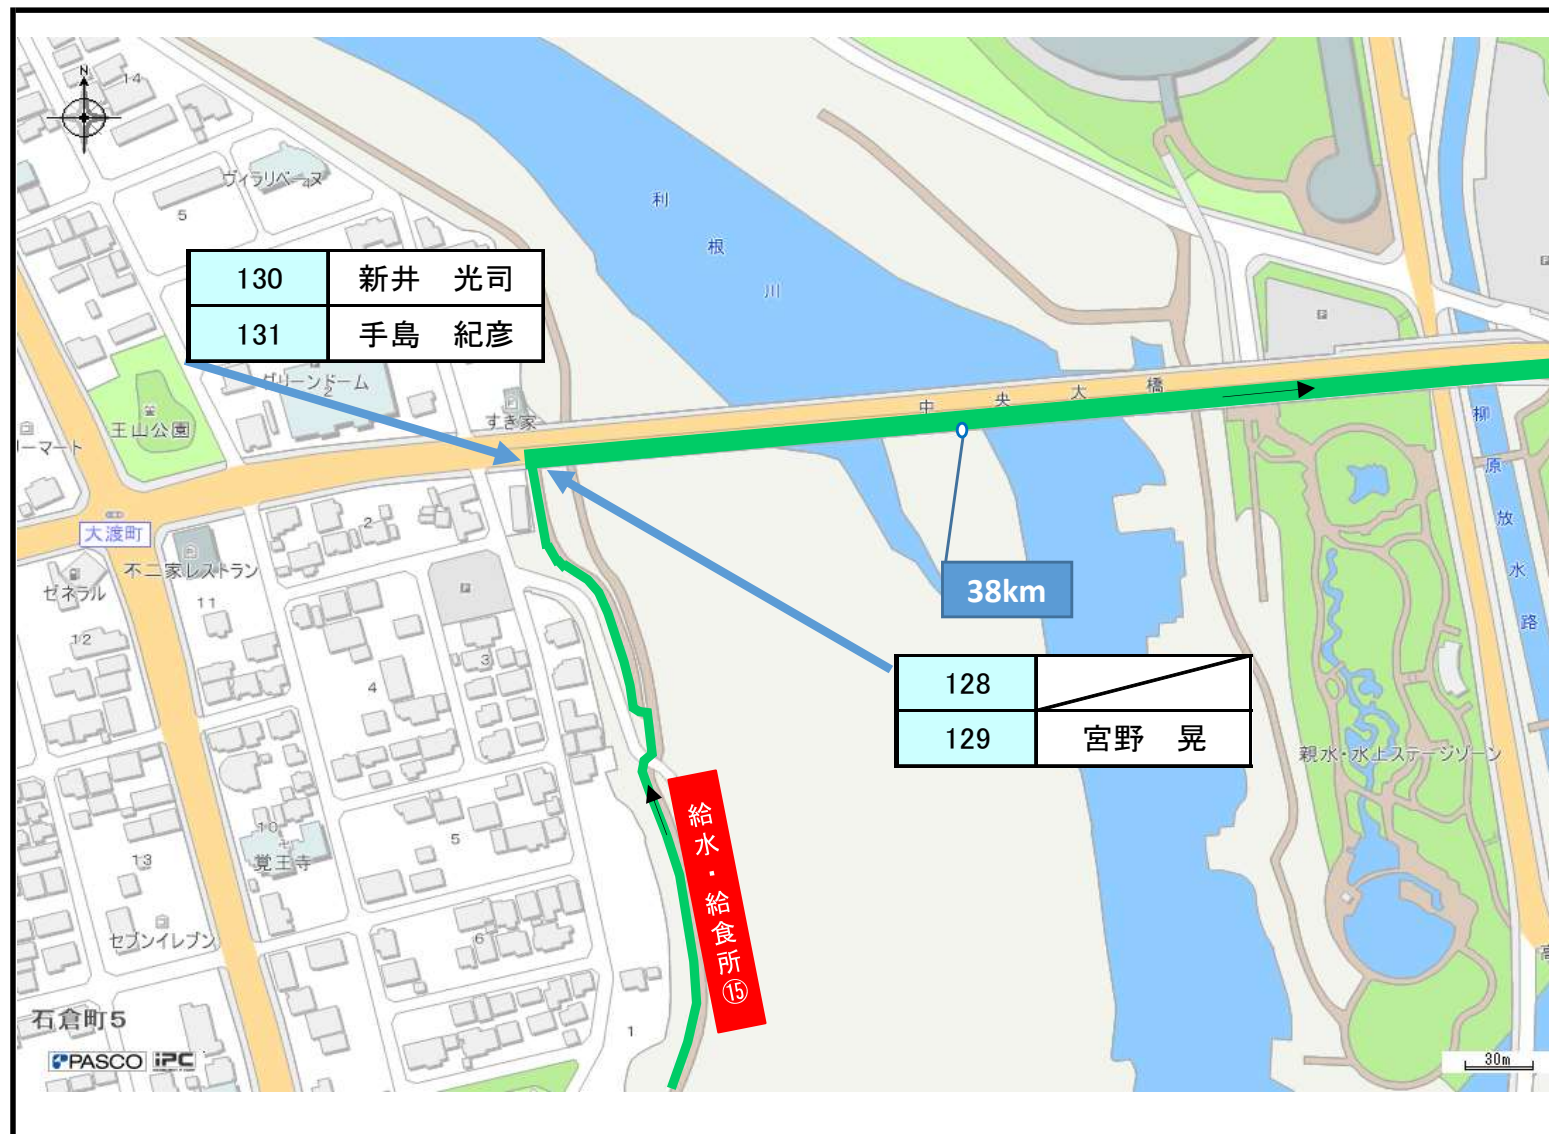 N
14
ヴィラリベーヌ
4
5
利
根
川
130 新井 光司
131 手島 紀彦
グリーンドーム
2
すき家
王山公園
ーマート
中央大橋
柳原放水路
大渡町
2
不二家レストラン
ゼネラル
11
12
38km
3
4
128
129 宮野 晃
親水・水上ステージゾーン
給水・給食所⑮
10
覚王寺
5
13
セブンイレブン
6
1
石倉町5
PASCO iPC
30m